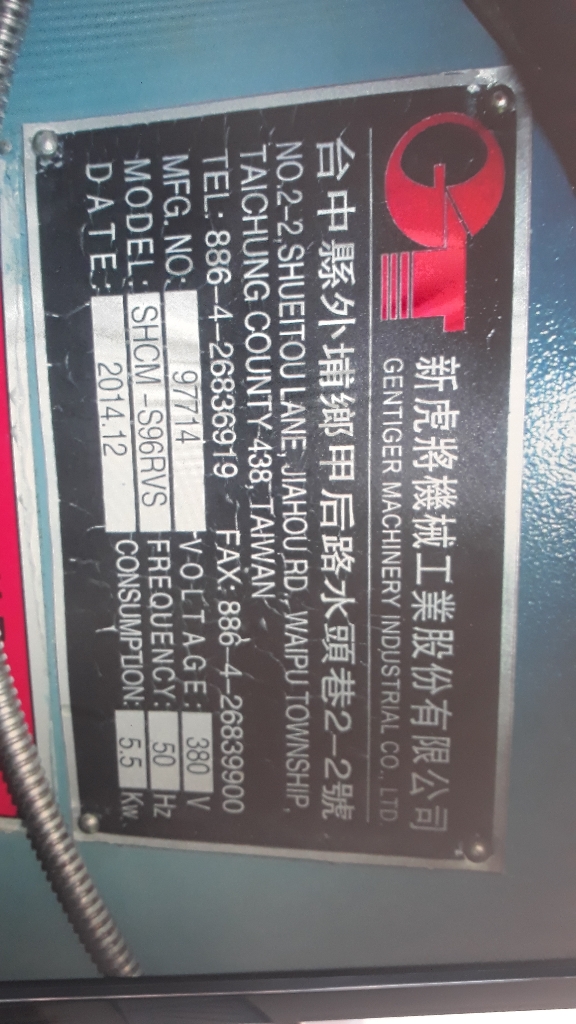 新虎將機械工業股份有限公司
GENTIGER MACHINERY INDUSTRIAL CO., LTD.
台中縣外埔鄉甲后路水頭巷2-2號
NO.2-2,SHUEITOU LANE, JIAHOU RD., WAIPU TOWNSHIP,
TAICHUNG COUNTY 438, TAIWAN
TEL: 886-4-26836919 FAX: 886-4-26839900
MFG.NO: 97714 VOLTAGE: 380 V
MODEL: SHCM-S96RVS FREQUENCY: 50 Hz
DATE: 2014.12 CONSUMPTION: 5.5 Kw